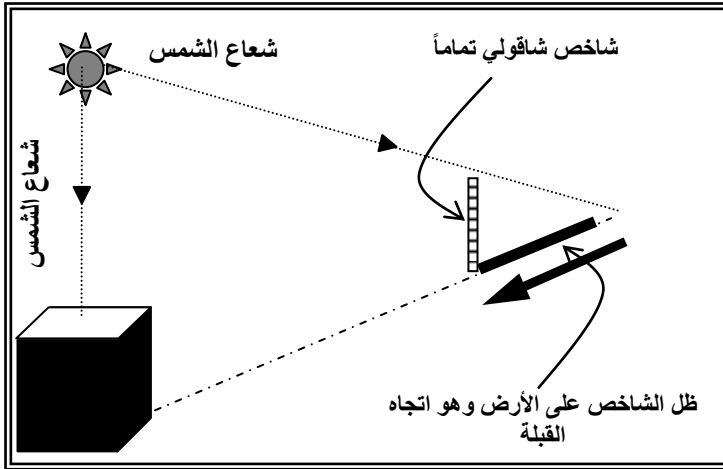 شاخص شاقولي تماماً
شعاع الشمس
شعاع الشمس
ظل الشاخص على الأرض وهو اتجاه
القبلة